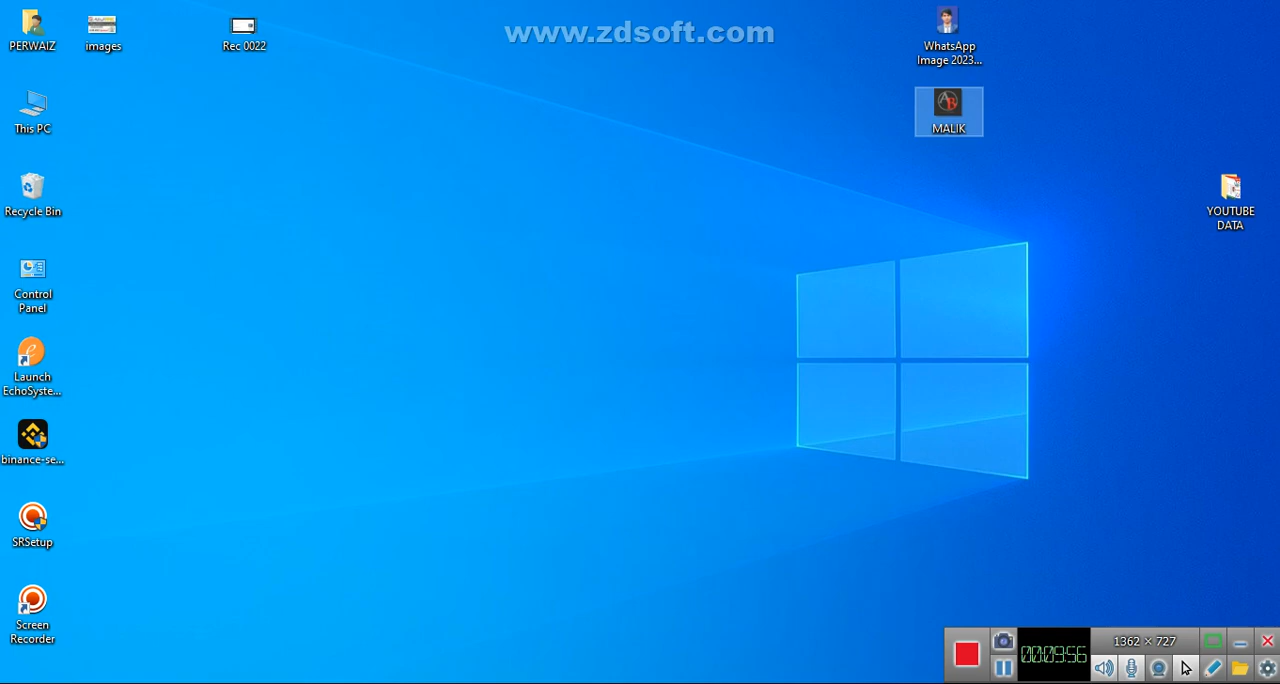 www.zdsoft.com
PERWAIZ
images
Rec 0022
WhatsApp
Image 2023...
This PC
MALIK
Recycle Bin
YOUTUBE
DATA
Control
Panel
Launch
EchoSyste...
binance-se...
SRSetup
Screen
Recorder
1362 × 727
00:09:56